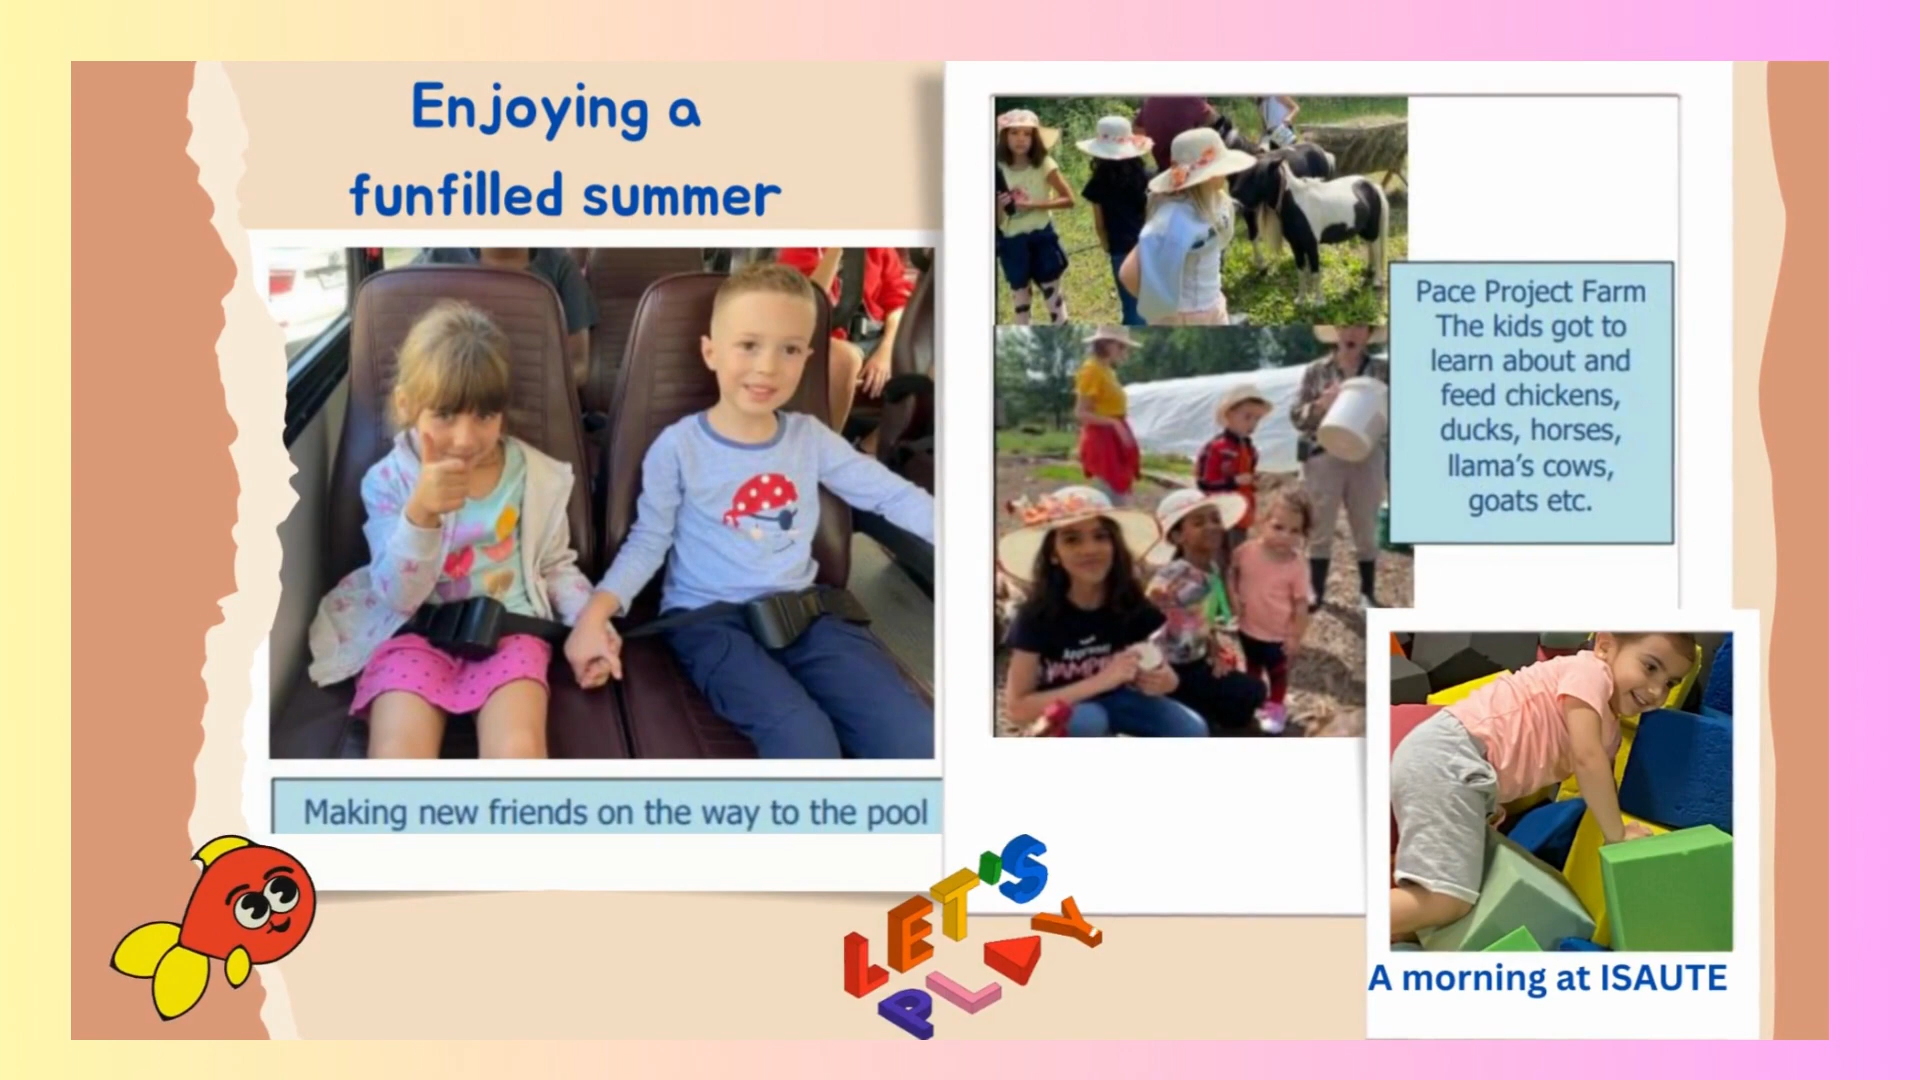 Enjoying a
funfilled summer
Making new friends on the way to the pool
Pace Project Farm
The kids got to
learn about and
feed chickens,
ducks, horses,
llama's cows,
goats etc.
LET'S
PLAY
A morning at ISAUTE